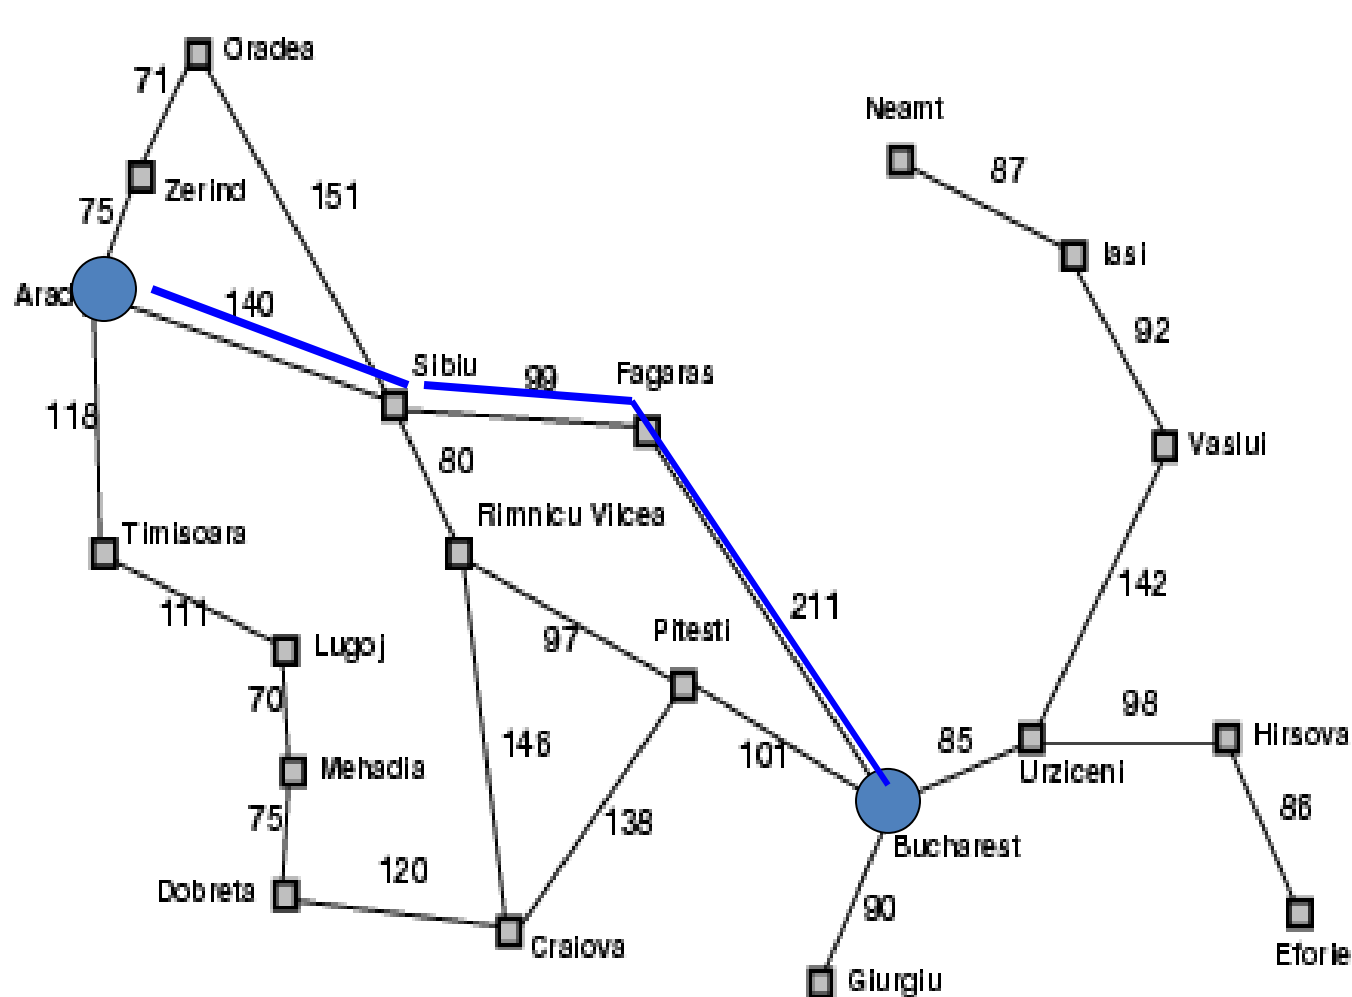 Oradea
71
Neamt
87
Zerind
151
75
Iasi
Arad
140
92
Sibiu
99
Fagaras
118
80
Vaslui
Rimnicu Vilcea
Timisoara
142
111
211
97
Pitesti
Lugoj
70
98
146
101
85
Hirsova
Mehadia
Urziceni
75
138
86
120
Bucharest
Dobreta
90
Craiova
Eforie
Giurgiu